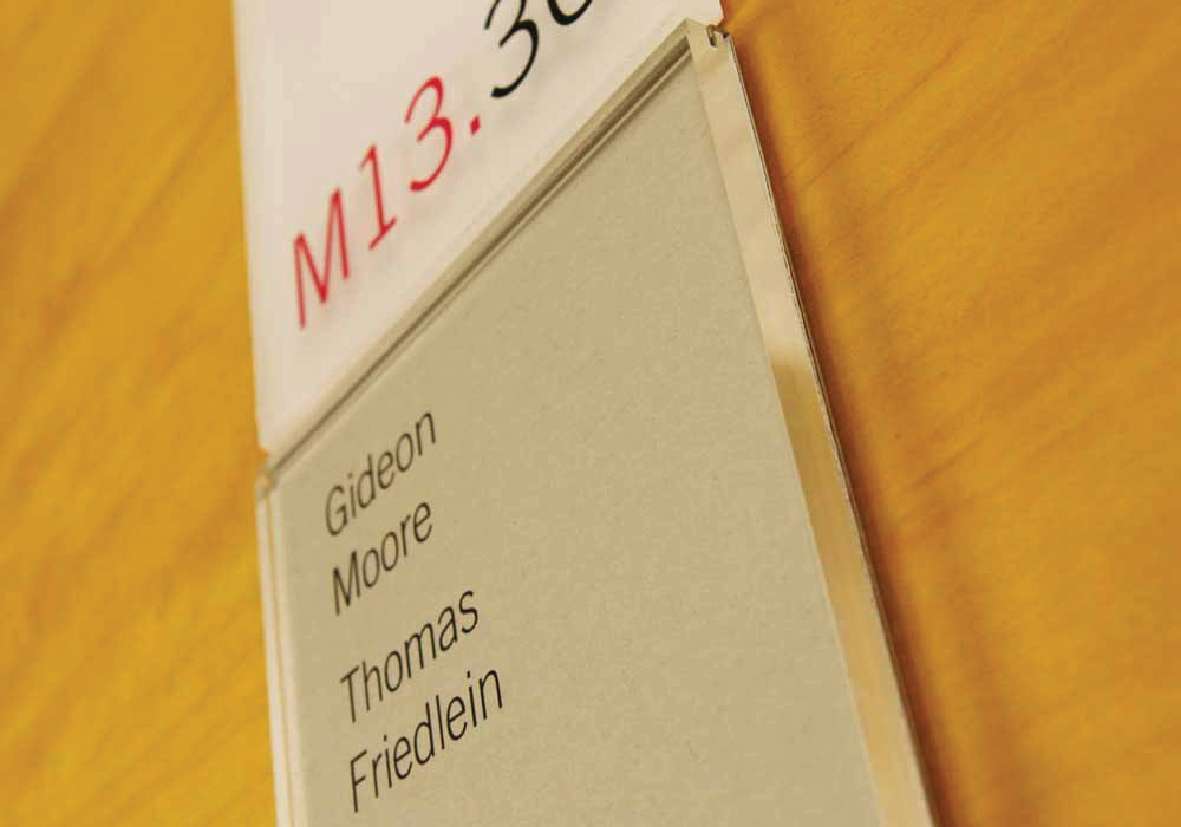 M13.3
Gideon
Moore
Thomas
Friedlein